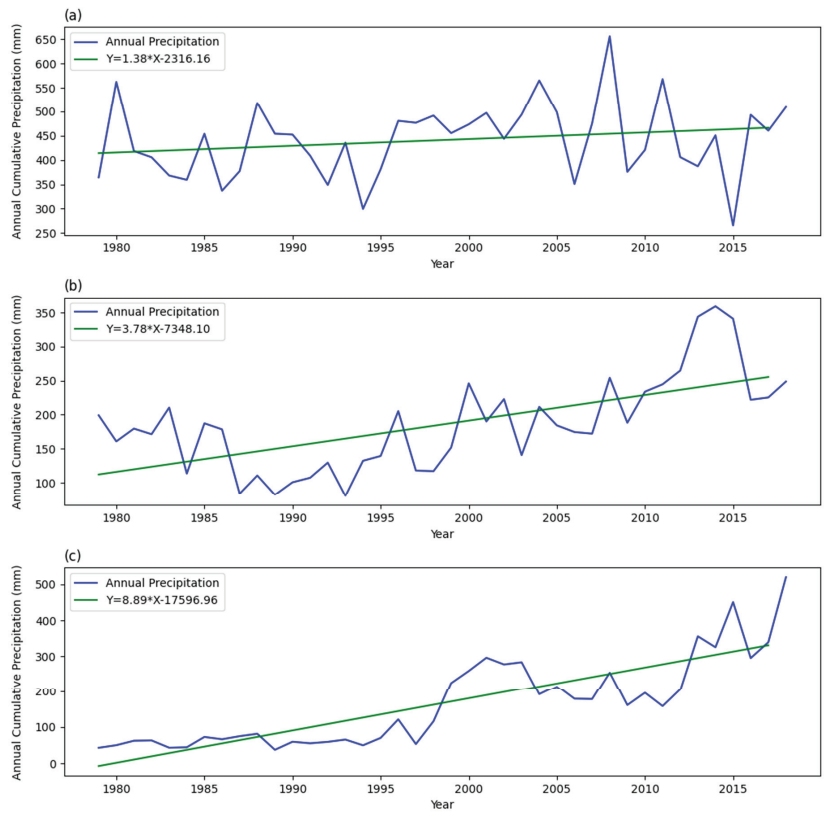 (a)
Annual Cumulative Precipitation (mm)
650
600
550
500
450
400
350
300
250
Annual Precipitation
Y=1.38*X-2316.16
1980 1985 1990 1995 2000 2005 2010 2015
Year
(b)
Annual Cumulative Precipitation (mm)
350
300
250
200
150
100
Annual Precipitation
Y=3.78*X-7348.10
1980 1985 1990 1995 2000 2005 2010 2015
Year
(c)
Annual Cumulative Precipitation (mm)
500
400
300
200
100
0
Annual Precipitation
Y=8.89*X-17596.96
1980 1985 1990 1995 2000 2005 2010 2015
Year